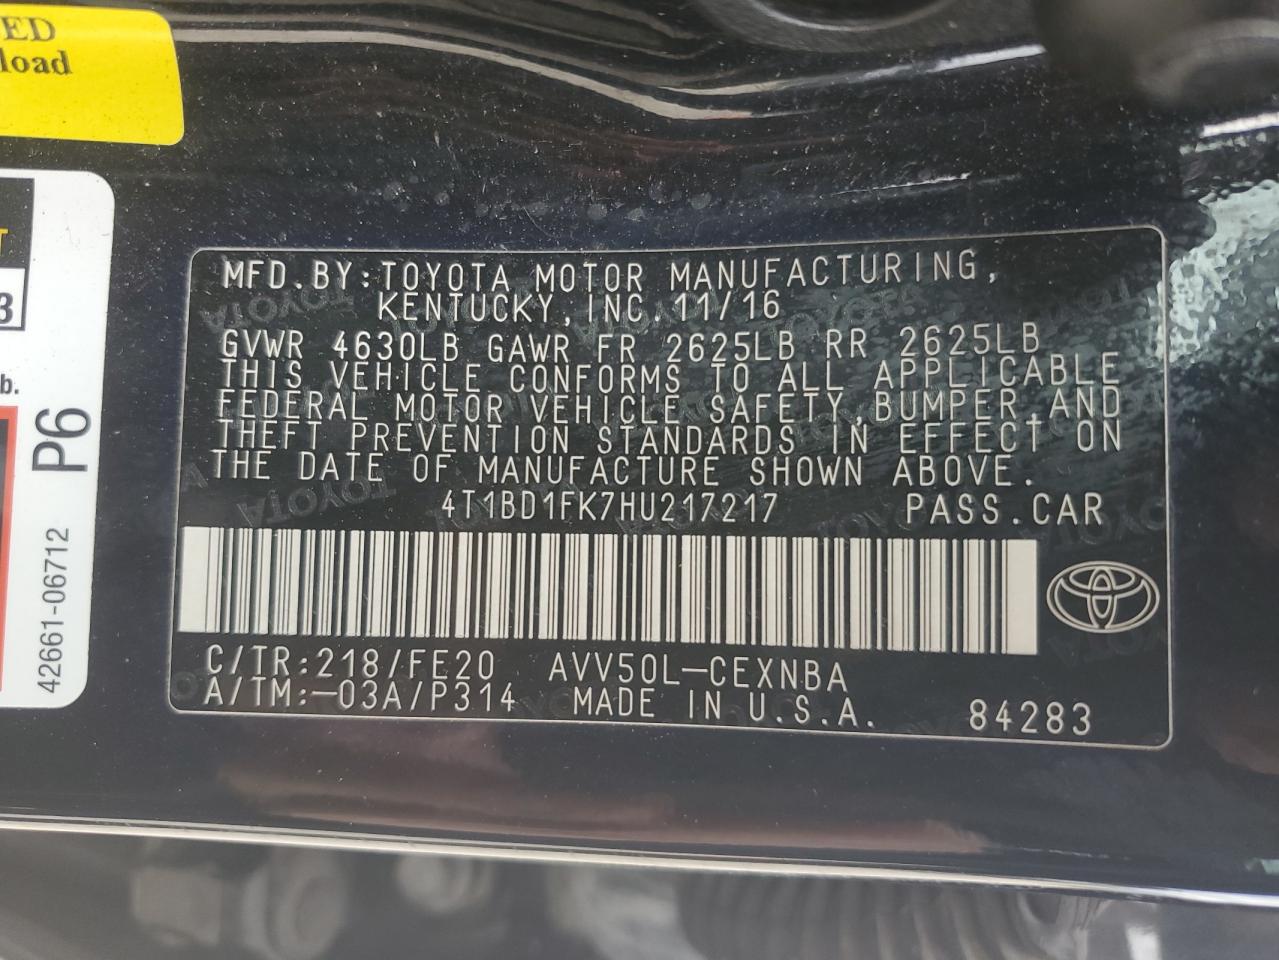 ED
load
T
3
b.
P6
42661-06712
MFD.BY:TOYOTA MOTOR MANUFACTURING,
KENTUCKY,INC.11/16
GVWR 4630LB GAWR FR 2625LB RR 2625LB
THIS VEHICLE CONFORMS TO ALL APPLICABLE
FEDERAL MOTOR VEHICLE SAFETY,BUMPER,AND
THEFT PREVENTION STANDARDS IN EFFECT ON
THE DATE OF MANUFACTURE SHOWN ABOVE.
4T1BD1FK7HU217217 PASS.CAR
C/TR:218/FE20 AVV50L-CEXNBA
A/TM:-03A/P314 MADE IN U.S.A. 84283